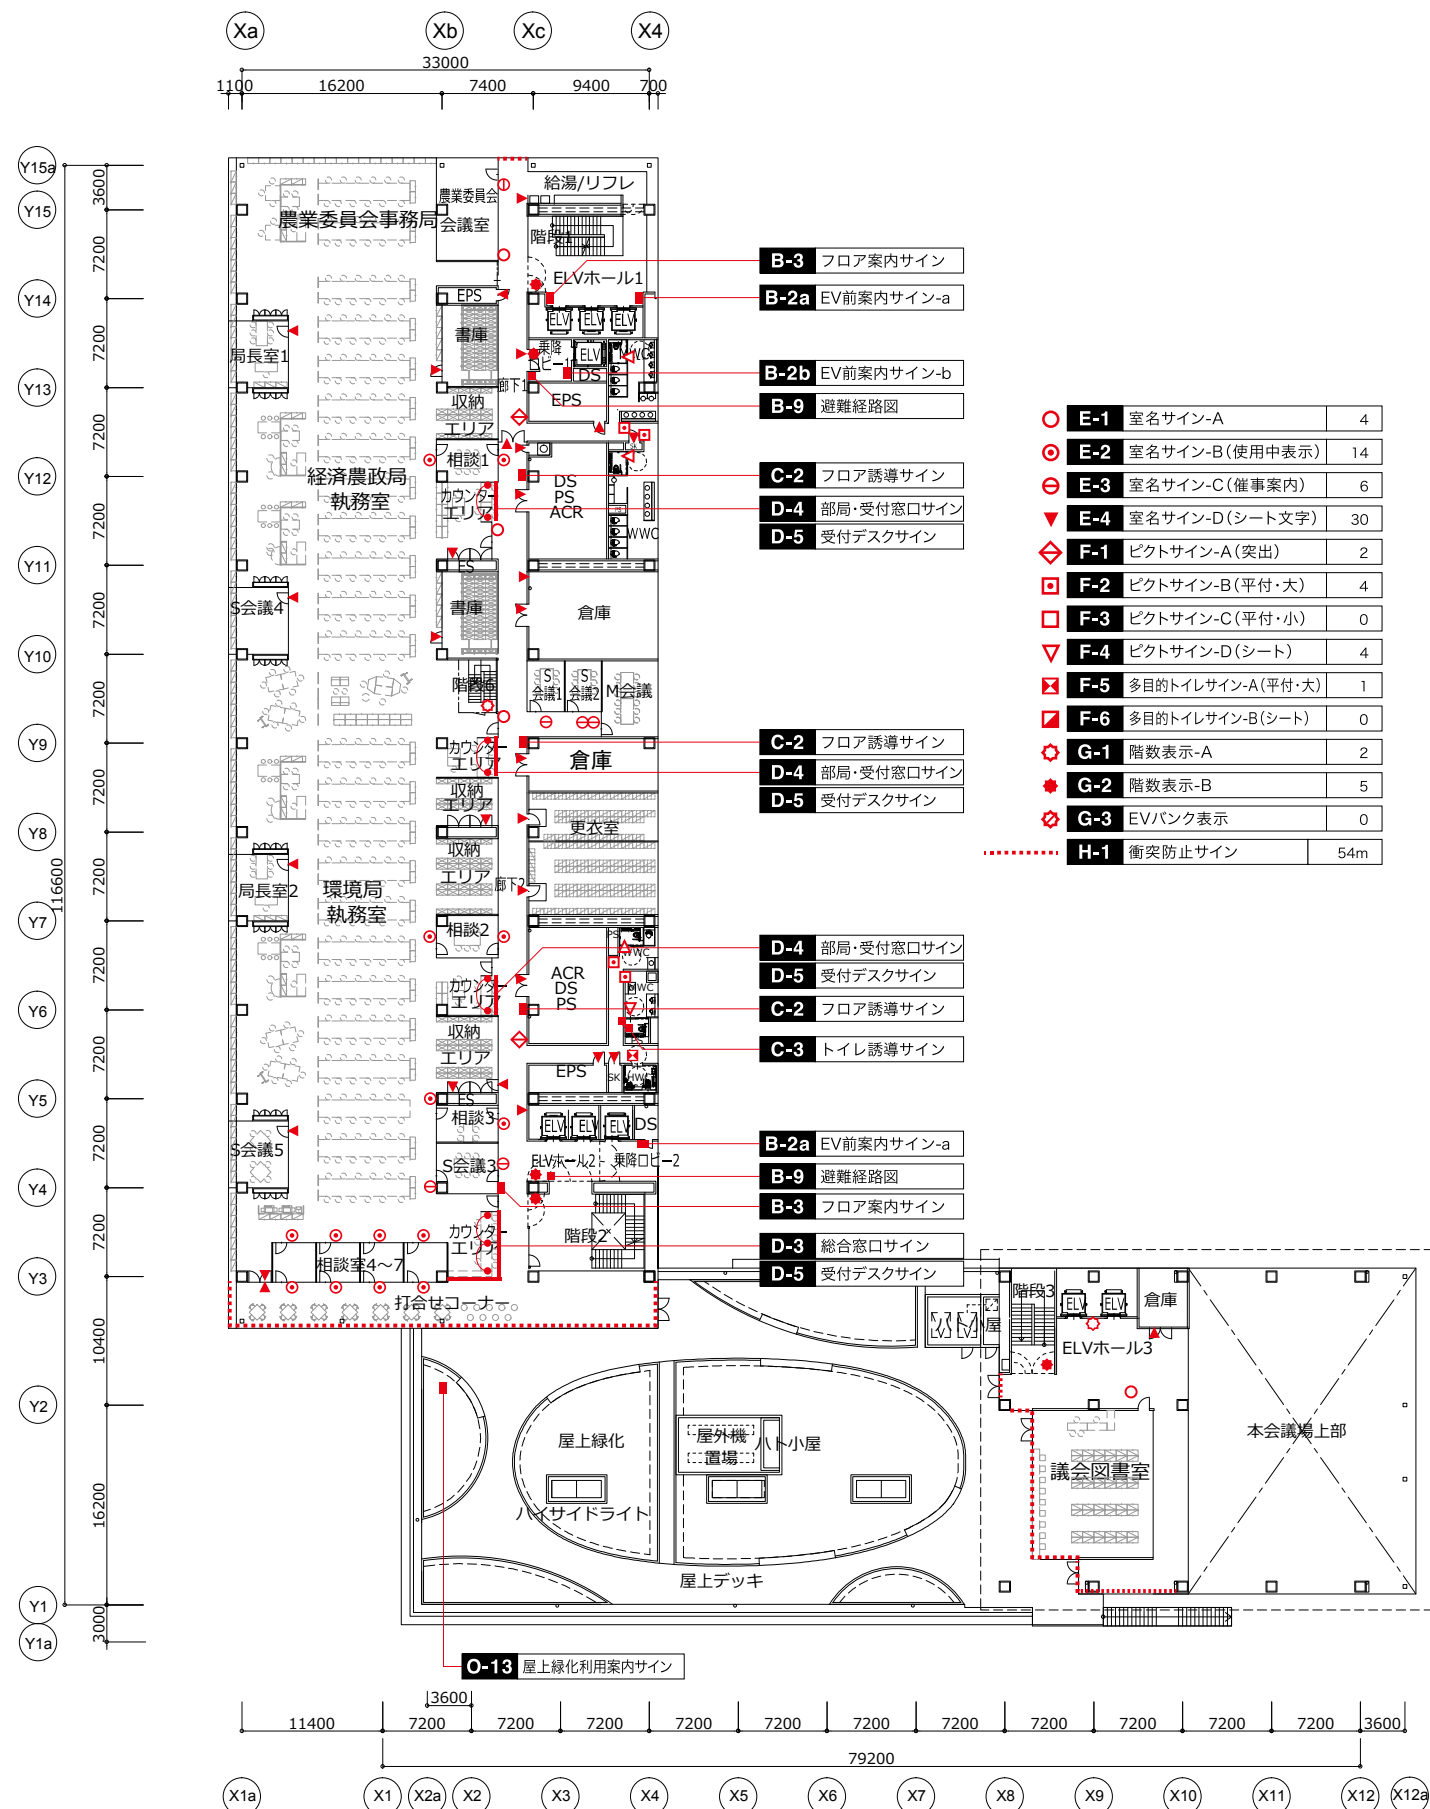 Xa Xb Xc X4
33000
1100 16200 7400 9400 700
Y15a
3600
Y15
7200
Y14
7200
Y13
7200
Y12
7200
Y11
7200
Y10
7200
Y9
7200
Y8
7200
Y7
7200
Y6
7200
Y5
7200
Y4
7200
Y3
10400
Y2
16200
Y1
3000
Y1a
116600
農業委員会事務局
農業委員会
会議室
給湯/リフレ
階段1
ELVホール1
EPS
ELV ELV ELV
書庫
局長室1
乗降
ロビー1
ELV
MWC
DS
廊下1
EPS
収納
エリア
相談1
経済農政局
執務室
カウンター
エリア
DS
PS
ACR
WWC
ES
書庫
倉庫
S会議4
階段6
S
会議1
S
会議2
M会議
カウンター
エリア
倉庫
収納
エリア
更衣室
収納
エリア
局長室2
環境局
執務室
廊下2
相談2
PS
WWC
ACR
DS
PS
MWC
カウンター
エリア
収納
エリア
EPS
SK
HWC
ES
相談3
ELV ELV ELV
DS
S会議5
S会議3
ELVホール2
乗降ロビー2
カウンター
エリア
階段2
相談室4～7
打合せコーナー
B-3 フロア案内サイン
B-2a EV前案内サイン-a
B-2b EV前案内サイン-b
B-9 避難経路図
C-2 フロア誘導サイン
D-4 部局・受付窓口サイン
D-5 受付デスクサイン
C-2 フロア誘導サイン
D-4 部局・受付窓口サイン
D-5 受付デスクサイン
D-4 部局・受付窓口サイン
D-5 受付デスクサイン
C-2 フロア誘導サイン
C-3 トイレ誘導サイン
B-2a EV前案内サイン-a
B-9 避難経路図
B-3 フロア案内サイン
D-3 総合窓口サイン
D-5 受付デスクサイン
E-1 室名サイン-A 4
E-2 室名サイン-B（使用中表示） 14
E-3 室名サイン-C（催事案内） 6
E-4 室名サイン-D（シート文字） 30
F-1 ピクトサイン-A（突出） 2
F-2 ピクトサイン-B（平付・大） 4
F-3 ピクトサイン-C（平付・小） 0
F-4 ピクトサイン-D（シート） 4
F-5 多目的トイレサイン-A（平付・大） 1
F-6 多目的トイレサイン-B（シート） 0
G-1 階数表示-A 2
G-2 階数表示-B 5
G-3 EVバンク表示 0
H-1 衝突防止サイン 54m
ハト小屋
階段3
ELV ELV
倉庫
ELVホール3
屋上緑化
屋外機
置場
ハト小屋
ハイサイドライト
議会図書室
本会議場上部
屋上デッキ
O-13 屋上緑化利用案内サイン
3600
11400 7200 7200 7200 7200 7200 7200 7200 7200 7200 7200 7200 3600
79200
X1a X1 X2a X2 X3 X4 X5 X6 X7 X8 X9 X10 X11 X12 X12a